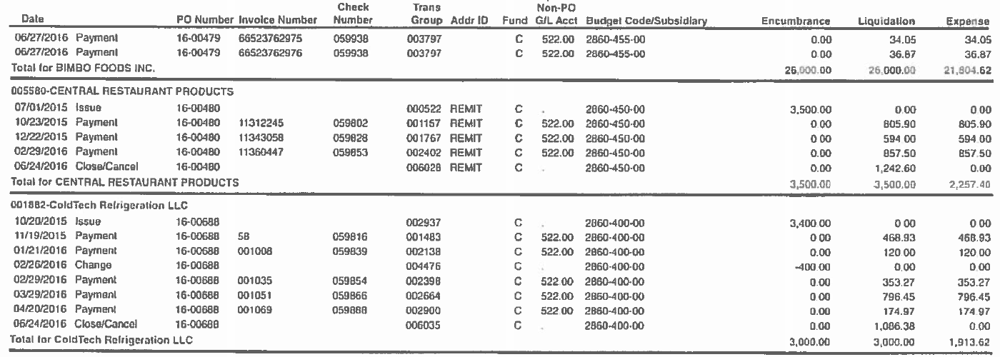 Check Trans Non-PO
Date PO Number Invoice Number Number Group Addr ID Fund G/L Acct Budget Code/Subsidiary Encumbrance Liquidation Expense
06/27/2016 Payment 16-00479 66523762975 059938 003797 C 522.00 2860-455-00 0.00 34.05 34.05
06/27/2016 Payment 16-00479 66523762976 059938 003797 C 522.00 2860-455-00 0.00 36.87 36.87
Total for BIMBO FOODS INC. 26,000.00 26,000.00 21,804.62
005580-CENTRAL RESTAURANT PRODUCTS
07/01/2015 Issue 16-00480 000522 REMIT C . 2860-450-00 3,500.00 0.00 0.00
10/23/2015 Payment 16-00480 11312245 059802 001157 REMIT C 522.00 2860-450-00 0.00 805.90 805.90
12/22/2015 Payment 16-00480 11343058 059828 001767 REMIT C 522.00 2860-450-00 0.00 594.00 594.00
02/29/2016 Payment 16-00480 11360447 059853 002402 REMIT C 522.00 2860-450-00 0.00 857.50 857.50
06/24/2016 Close/Cancel 16-00480 006028 REMIT C . 2860-450-00 0.00 1,242.60 0.00
Total for CENTRAL RESTAURANT PRODUCTS 3,500.00 3,500.00 2,257.40
001882-ColdTech Refrigeration LLC
10/20/2015 Issue 16-00688 002937 C . 2860-400-00 3,400.00 0.00 0.00
11/19/2015 Payment 16-00688 58 059816 001483 C 522.00 2860-400-00 0.00 468.93 468.93
01/21/2016 Payment 16-00688 001008 059839 002138 C 522.00 2860-400-00 0.00 120.00 120.00
02/26/2016 Change 16-00688 004476 C . 2860-400-00 -400.00 0.00 0.00
02/29/2016 Payment 16-00688 001035 059854 002398 C 522.00 2860-400-00 0.00 353.27 353.27
03/29/2016 Payment 16-00688 001051 059866 002664 C 522.00 2860-400-00 0.00 796.45 796.45
04/20/2016 Payment 16-00688 001069 059888 002900 C 522.00 2860-400-00 0.00 174.97 174.97
06/24/2016 Close/Cancel 16-00688 006035 C . 2860-400-00 0.00 1,086.38 0.00
Total for ColdTech Refrigeration LLC 3,000.00 3,000.00 1,913.62